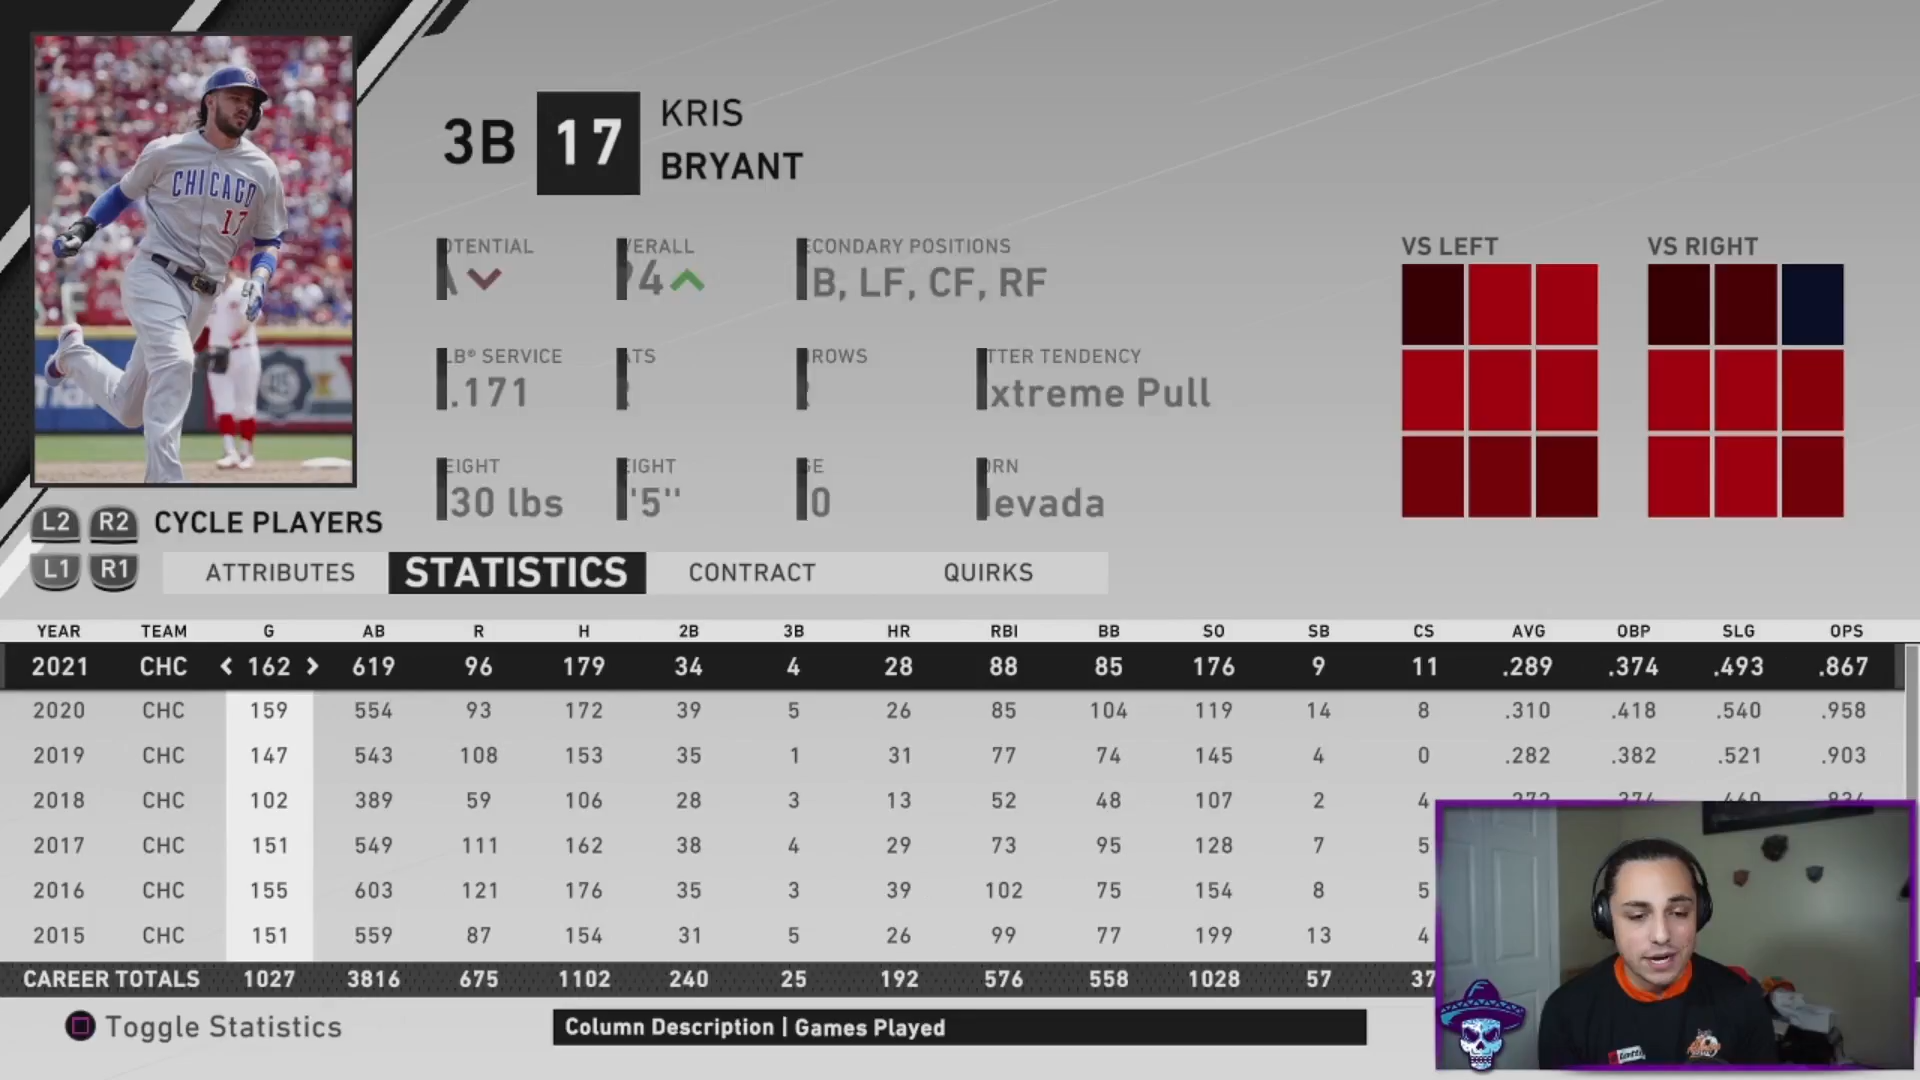 CHICAGO
17
3B 17 KRIS
BRYANT
OTENTIAL VERALL ECONDARY POSITIONS
4 B, LF, CF, RF
LB® SERVICE ATS ROWS TTER TENDENCY
.171 xtreme Pull
EIGHT EIGHT GE ORN
30 lbs '5'' 0 evada
VS LEFT VS RIGHT
L2 R2 CYCLE PLAYERS
L1 R1 ATTRIBUTES STATISTICS CONTRACT QUIRKS
YEAR TEAM G AB R H 2B 3B HR RBI BB SO SB CS AVG OBP SLG OPS
2021 CHC < 162 > 619 96 179 34 4 28 88 85 176 9 11 .289 .374 .493 .867
2020 CHC 159 554 93 172 39 5 26 85 104 119 14 8 .310 .418 .540 .958
2019 CHC 147 543 108 153 35 1 31 77 74 145 4 0 .282 .382 .521 .903
2018 CHC 102 389 59 106 28 3 13 52 48 107 2 4
2017 CHC 151 549 111 162 38 4 29 73 95 128 7 5
2016 CHC 155 603 121 176 35 3 39 102 75 154 8 5
2015 CHC 151 559 87 154 31 5 26 99 77 199 13 4
CAREER TOTALS 1027 3816 675 1102 240 25 192 576 558 1028 57 37
Toggle Statistics Column Description | Games Played